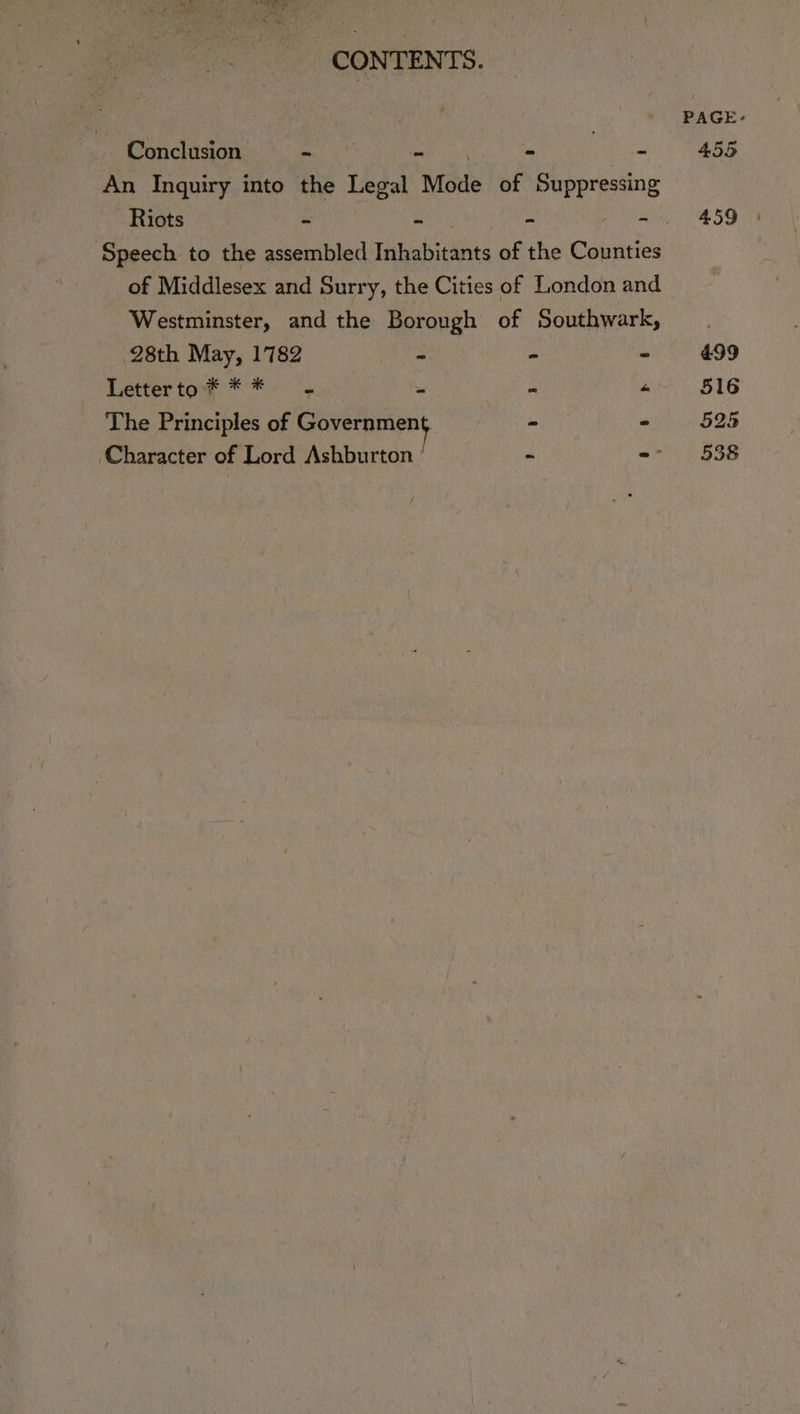 CONTENTS.
PAGE.
Conclusion - - - - 455
An Inquiry into the Legal Mode of Suppressing
Riots - - - - 459
Speech to the assembled Inhabitants of the Counties
of Middlesex and Surry, the Cities of London and
Westminster, and the Borough of Southwark,
28th May, 1782 - - - 499
Letter to * * * - - - - 516
The Principles of Government - - 525
Character of Lord Ashburton - - 538